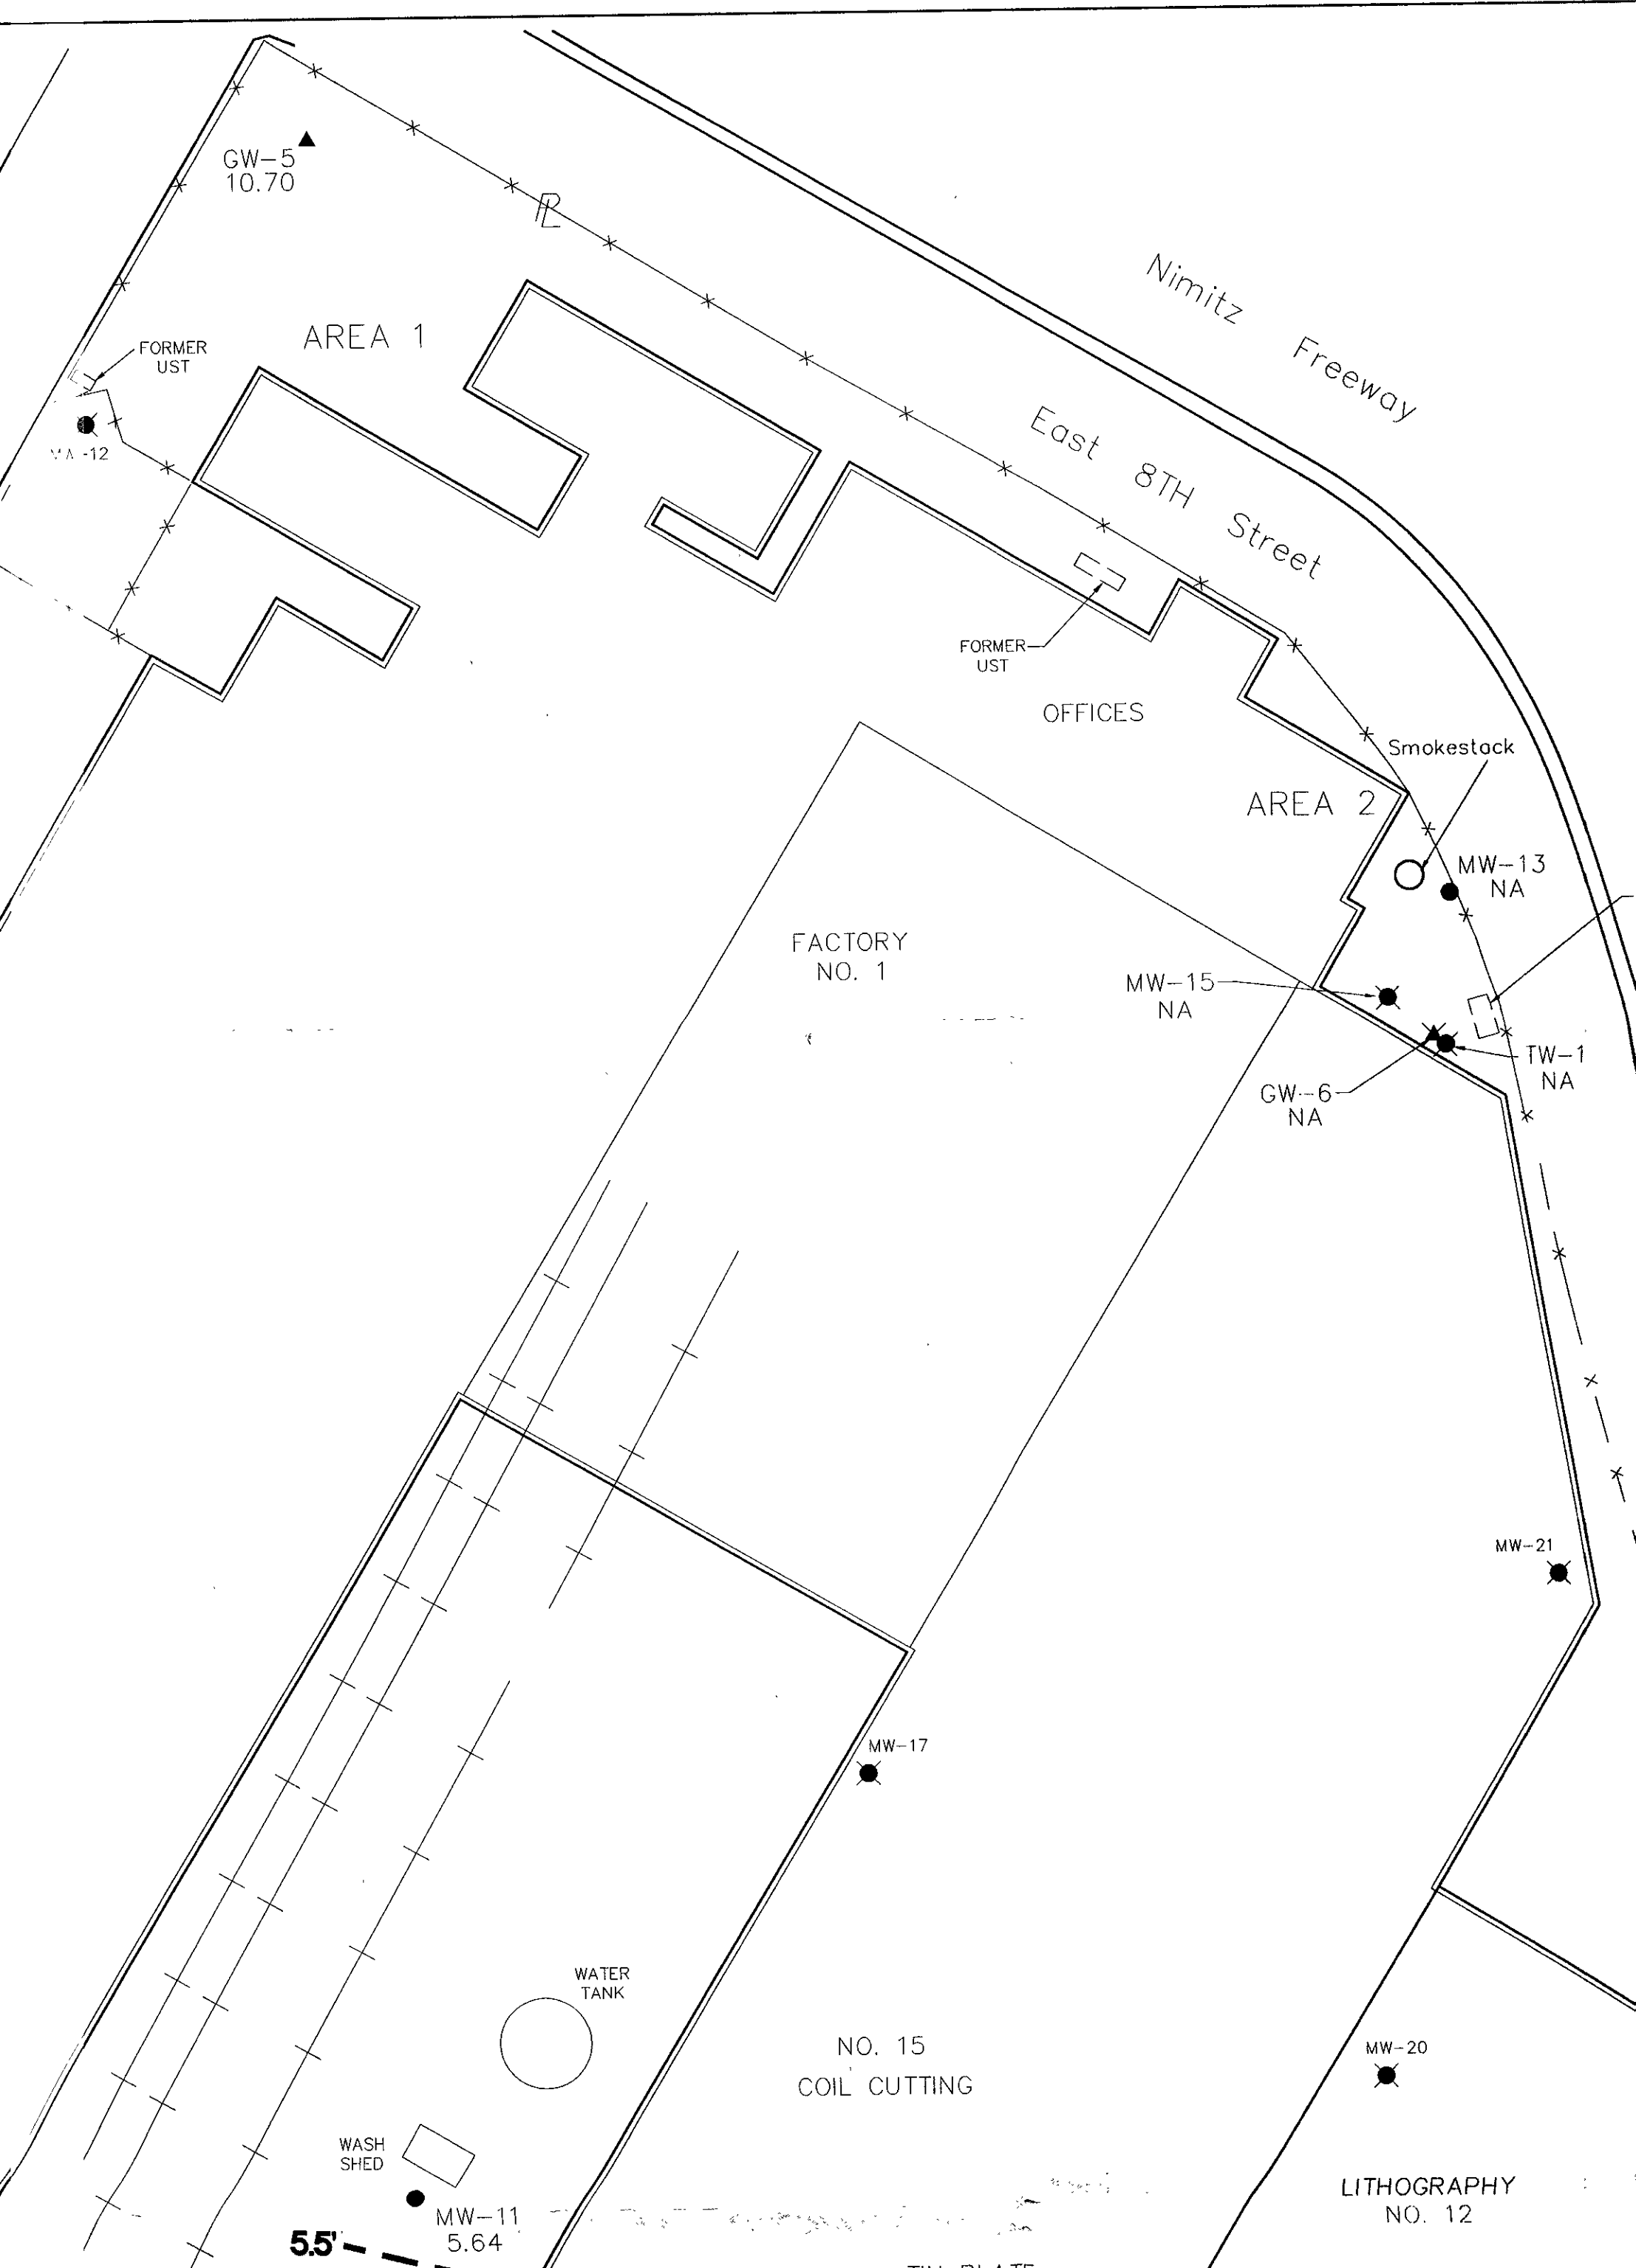 GW-5
10.70
PL
Nimitz Freeway
East 8TH Street
AREA 1
FORMER
UST
-12
FORMER
UST
OFFICES
Smokestack
AREA 2
MW-13
NA
FACTORY
NO. 1
MW-15
NA
TW-1
NA
GW-6
NA
MW-21
MW-17
WATER
TANK
NO. 15
COIL CUTTING
MW-20
WASH
SHED
LITHOGRAPHY
NO. 12
MW-11
5.64
5.5'